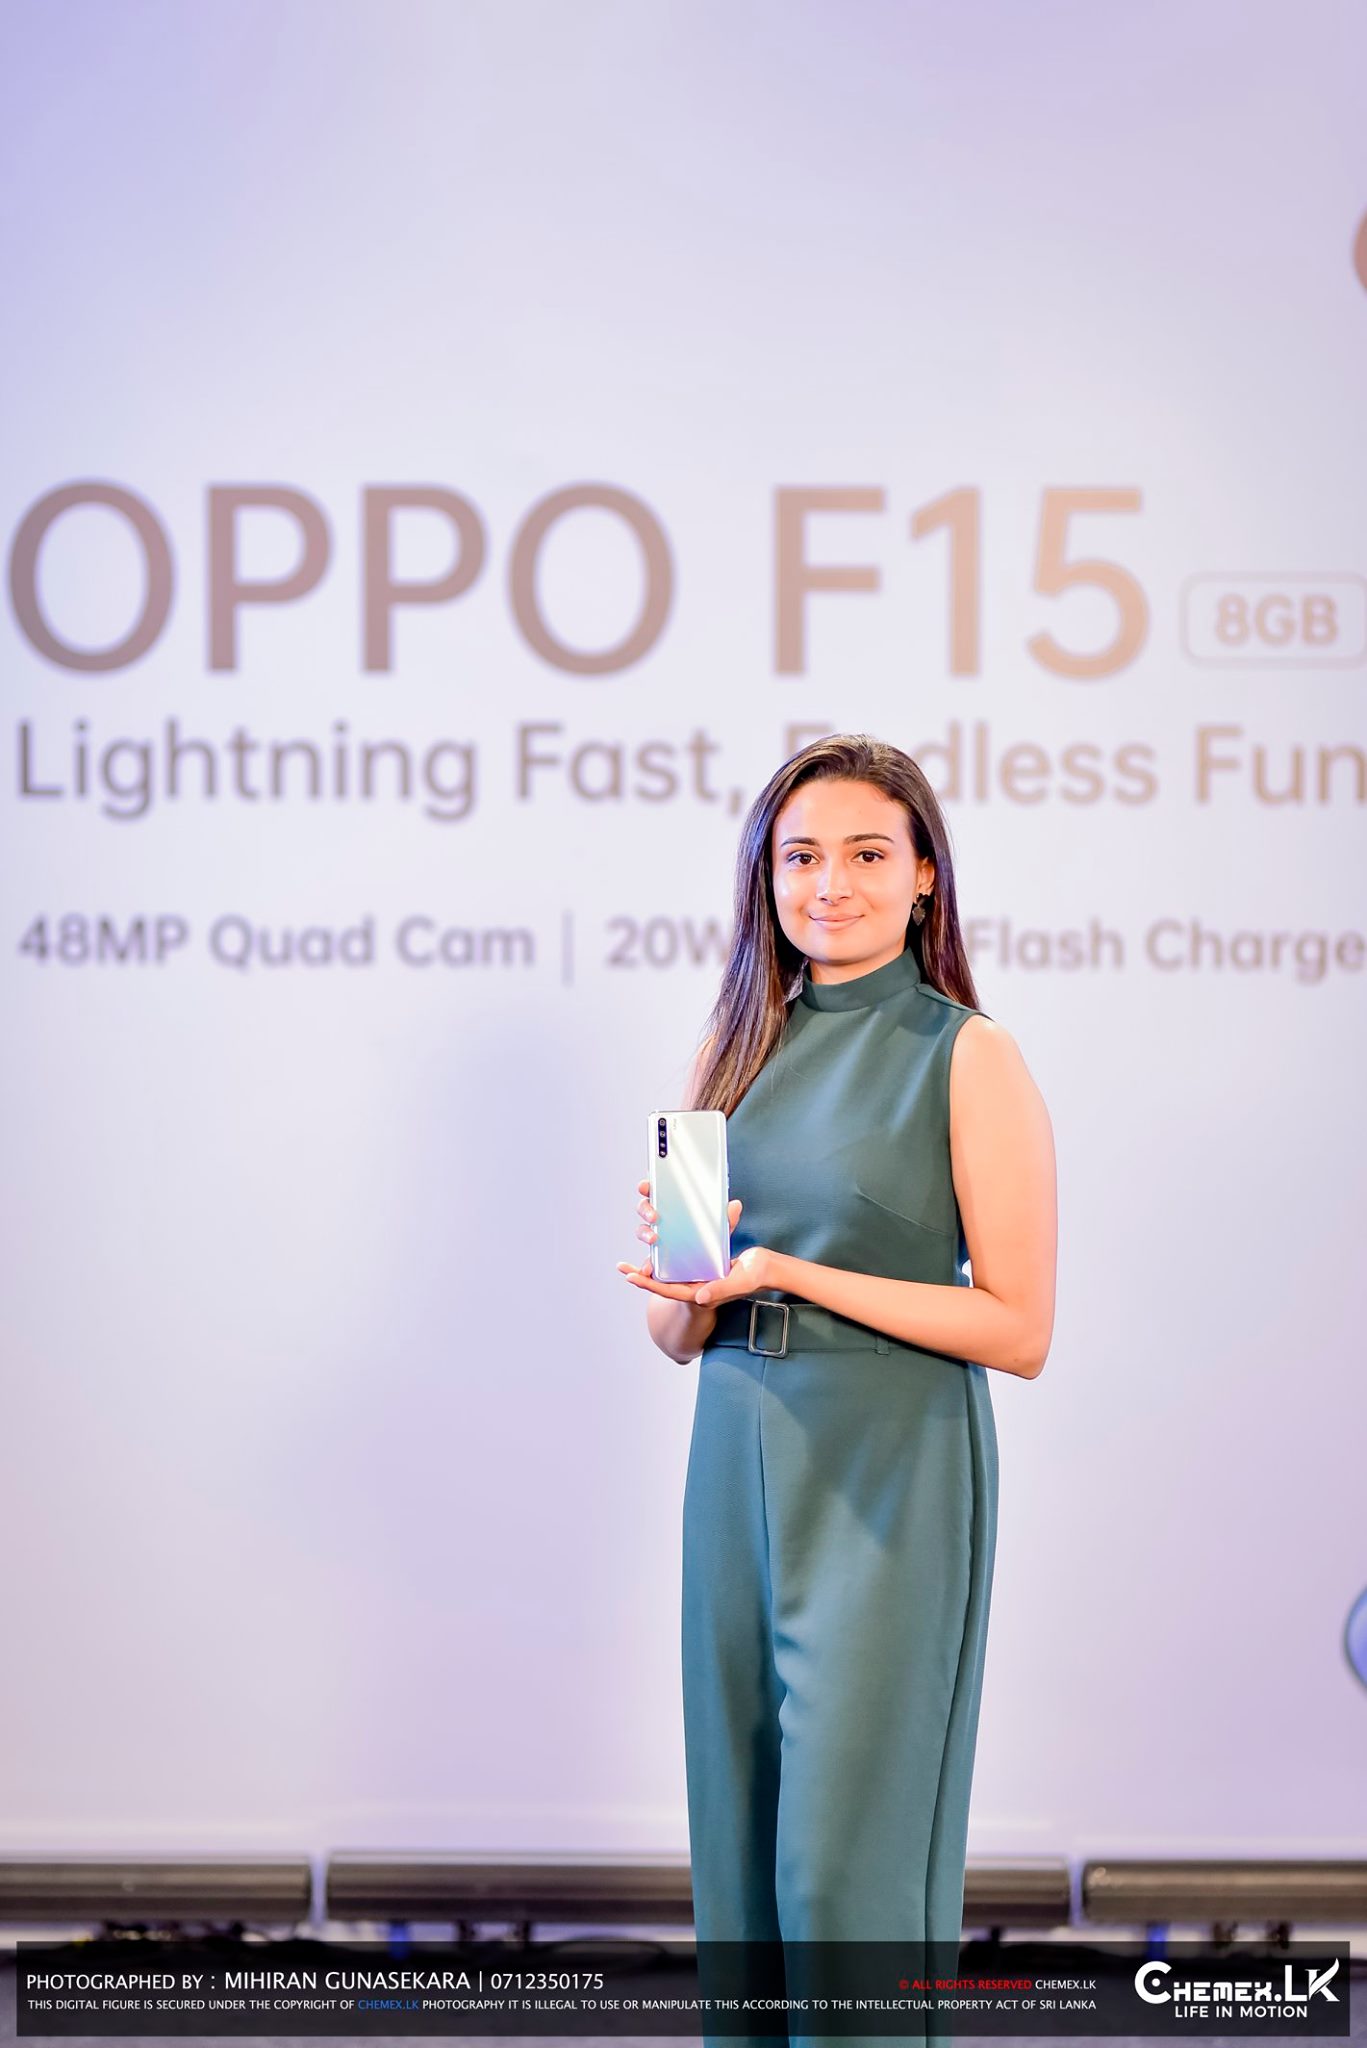 OPPO F15 8GB
Lightning Fast, Endless Fun
48MP Quad Cam | 20W Flash Charge
PHOTOGRAPHED BY : MIHIRAN GUNASEKARA | 0712350175
THIS DIGITAL FIGURE IS SECURED UNDER THE COPYRIGHT OF CHEMEX.LK PHOTOGRAPHY IT IS ILLEGAL TO USE OR MANIPULATE THIS ACCORDING TO THE INTELLECTUAL PROPERTY ACT OF SRI LANKA
© ALL RIGHTS RESERVED CHEMEX.LK
CHEMEX.LK
LIFE IN MOTION